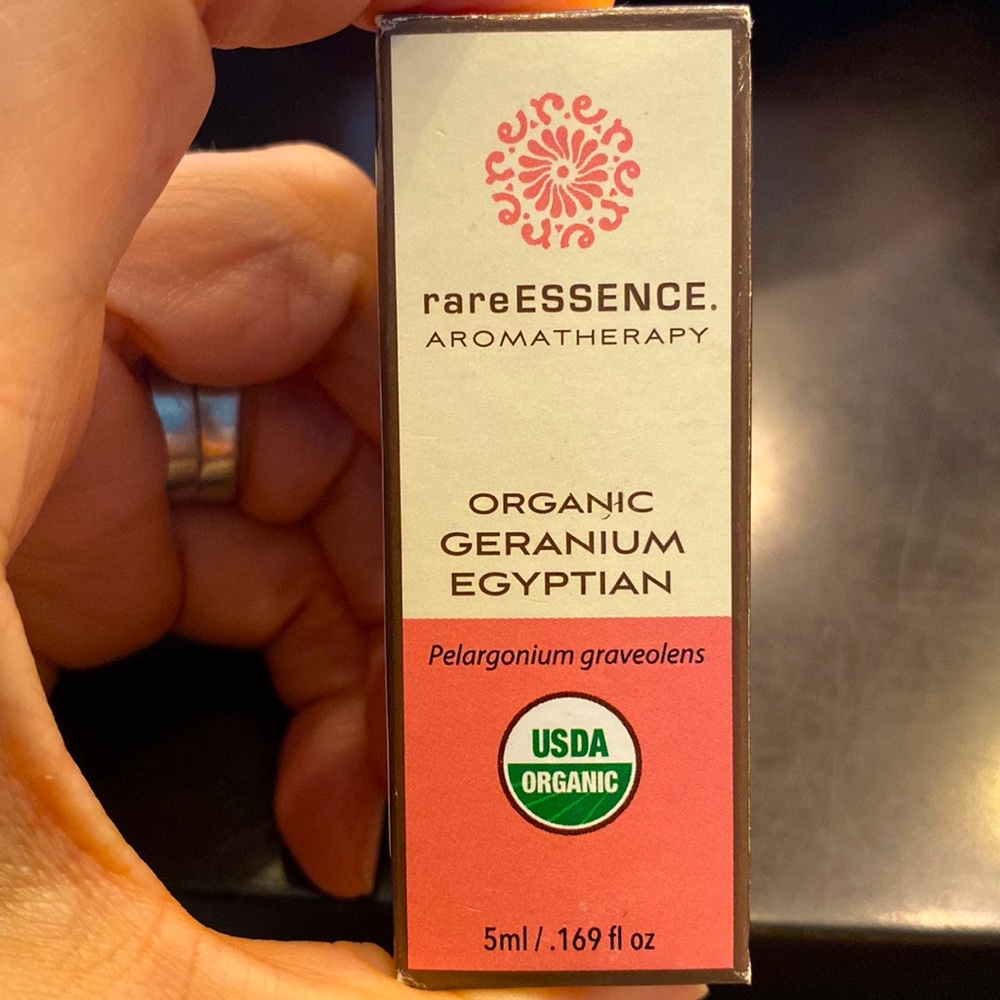 rareESSENCE.
AROMATHERAPY
ORGANIC
GERANIUM
EGYPTIAN
Pelargonium graveolens
USDA
ORGANIC
5ml / .169 fl oz